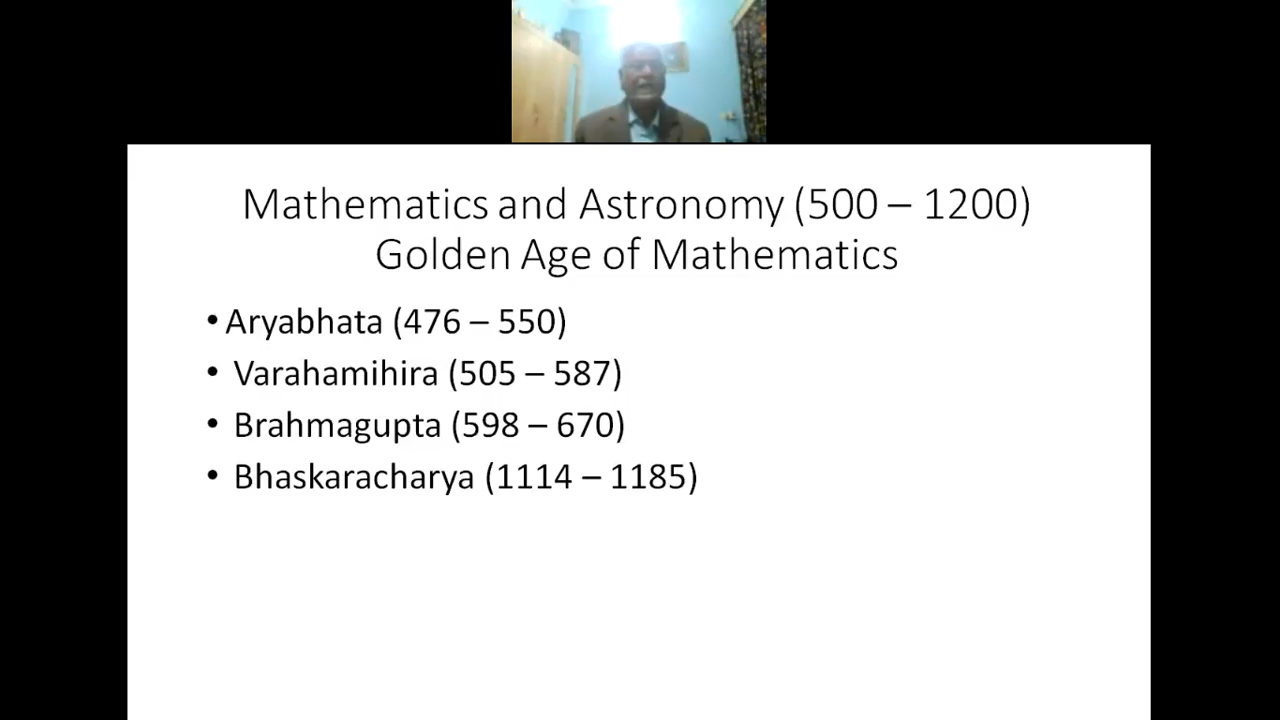 Mathematics and Astronomy (500 – 1200)
Golden Age of Mathematics
• Aryabhata (476 – 550)
• Varahamihira (505 – 587)
• Brahmagupta (598 – 670)
• Bhaskaracharya (1114 – 1185)